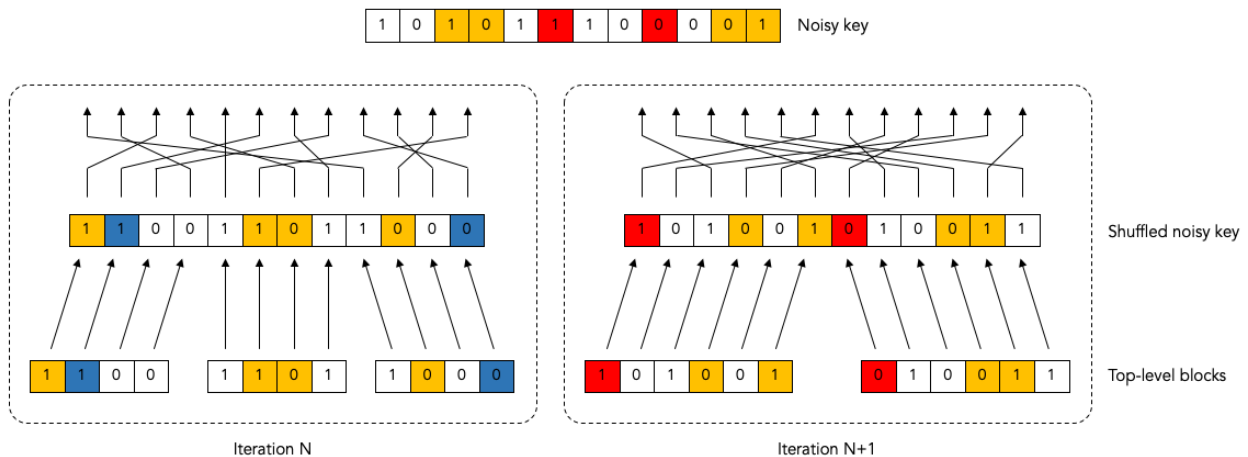 1 0 1 0 1 1 1 0 0 0 0 1 Noisy key
1 1 0 0 1 1 0 1 1 0 0 0
1 0 1 0 0 1 0 1 0 0 1 1 Shuffled noisy key
1 1 0 0
1 1 0 1
1 0 0 0
1 0 1 0 0 1
0 1 0 0 1 1 Top-level blocks
Iteration N
Iteration N+1